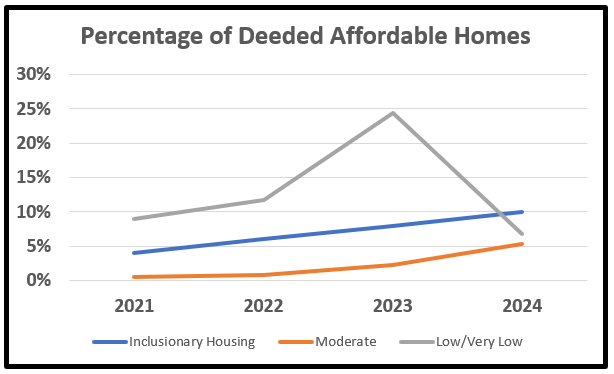 Percentage of Deeded Affordable Homes
30%
25%
20%
15%
10%
5%
0%
2021 2022 2023 2024
Inclusionary Housing Moderate Low/Very Low